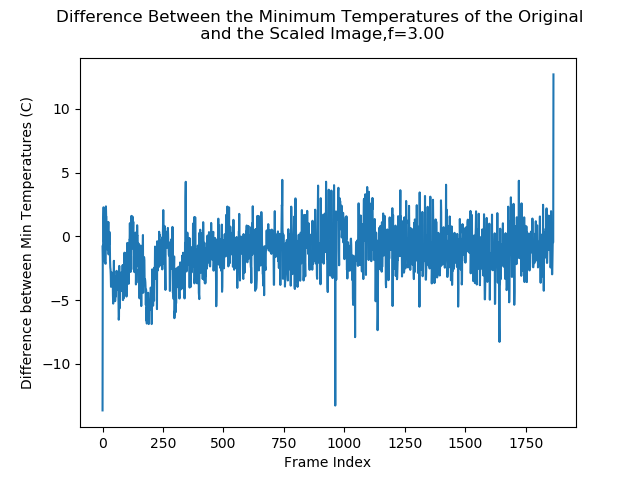 Difference Between the Minimum Temperatures of the Original
and the Scaled Image,f=3.00
Difference between Min Temperatures (C)
10
5
0
−5
−10
0 250 500 750 1000 1250 1500 1750
Frame Index